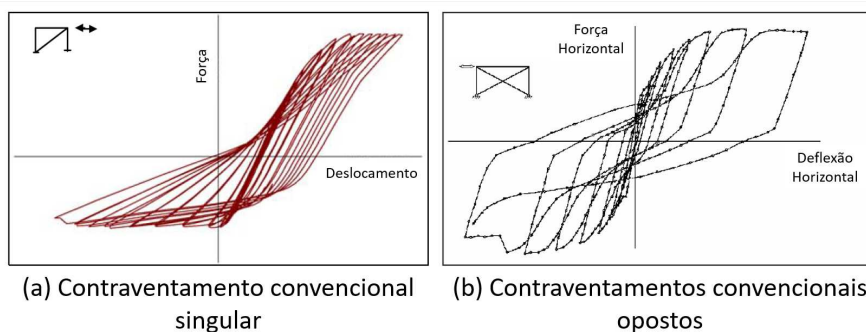 Força
Deslocamento
(a) Contraventamento convencional
singular
Força
Horizontal
Deflexão
Horizontal
(b) Contraventamentos convencionais
opostos